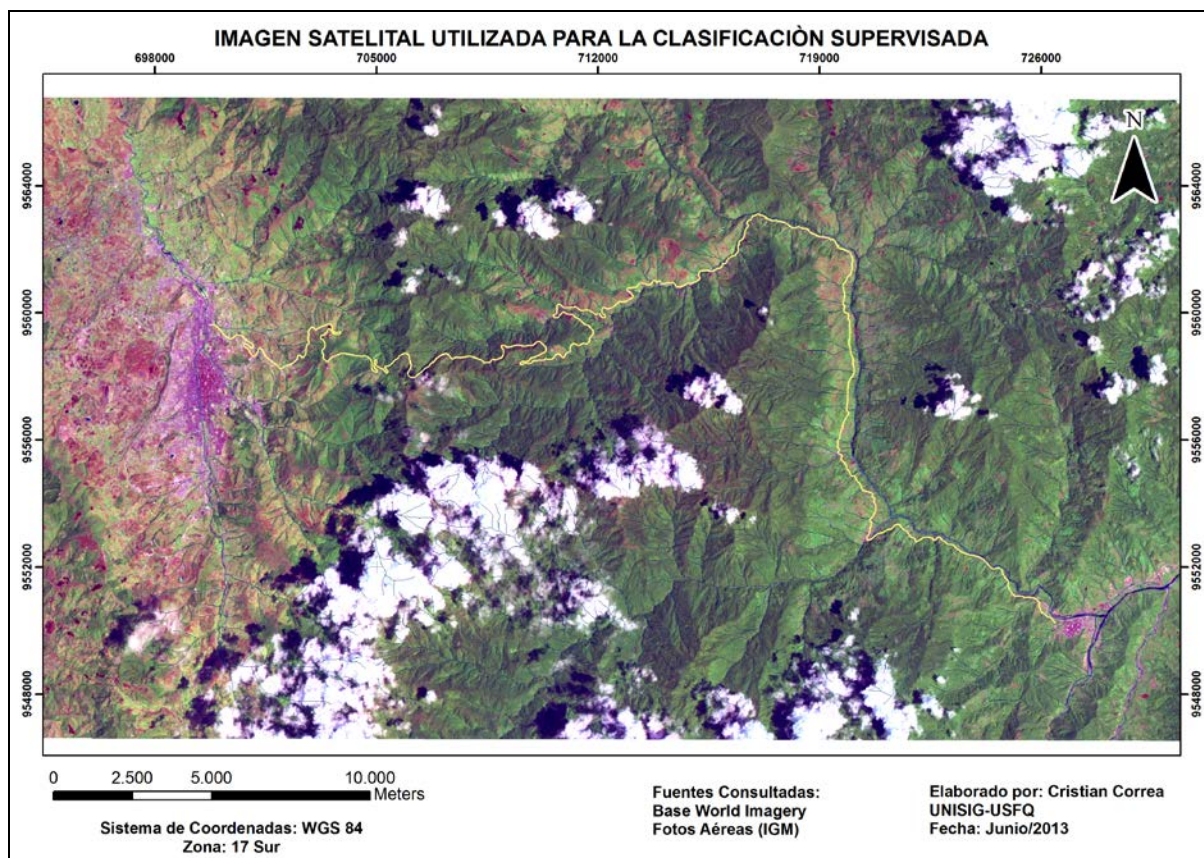 IMAGEN SATELITAL UTILIZADA PARA LA CLASIFICACIÒN SUPERVISADA
698000 705000 712000 719000 726000
N
9564000 9564000
9560000 9560000
9556000 9556000
9552000 9552000
9548000 9548000
0 2.500 5.000 10.000
Meters
Sistema de Coordenadas: WGS 84
Zona: 17 Sur
Fuentes Consultadas:
Base World Imagery
Fotos Aéreas (IGM)
Elaborado por: Cristian Correa
UNISIG-USFQ
Fecha: Junio/2013